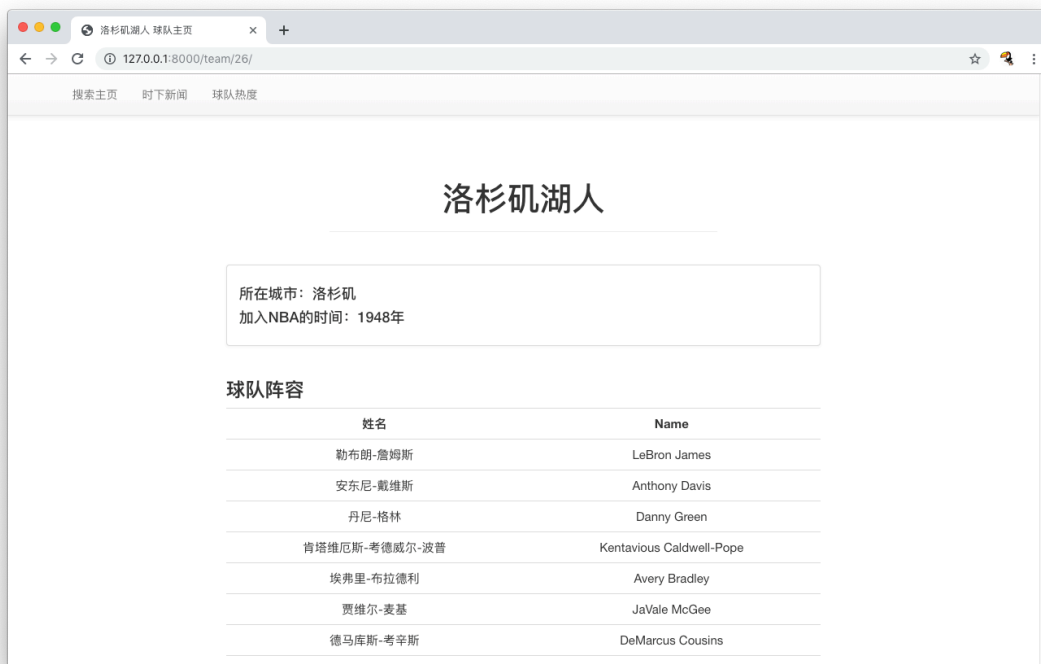 洛杉矶湖人 球队主页
127.0.0.1:8000/team/26/
搜索主页 时下新闻 球队热度
洛杉矶湖人
所在城市：洛杉矶
加入NBA的时间：1948年
球队阵容
姓名 Name
勒布朗-詹姆斯 LeBron James
安东尼-戴维斯 Anthony Davis
丹尼-格林 Danny Green
肯塔维厄斯-考德威尔-波普 Kentavious Caldwell-Pope
埃弗里-布拉德利 Avery Bradley
贾维尔-麦基 JaVale McGee
德马库斯-考辛斯 DeMarcus Cousins